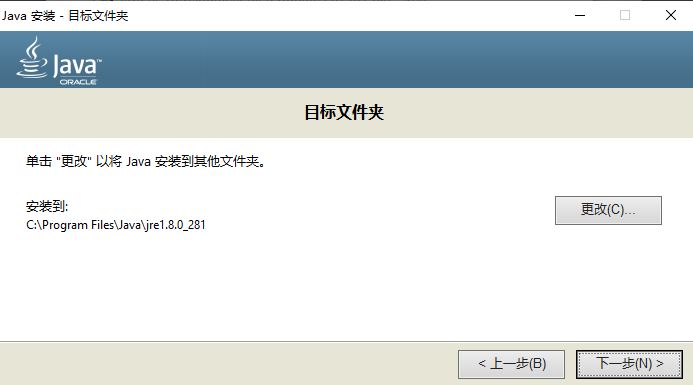 Java 安装 - 目标文件夹
Java™
ORACLE
目标文件夹
单击 "更改" 以将 Java 安装到其他文件夹。
安装到:
更改(C)...
C:\Program Files\Java\jre1.8.0_281
< 上一步(B)
下一步(N) >